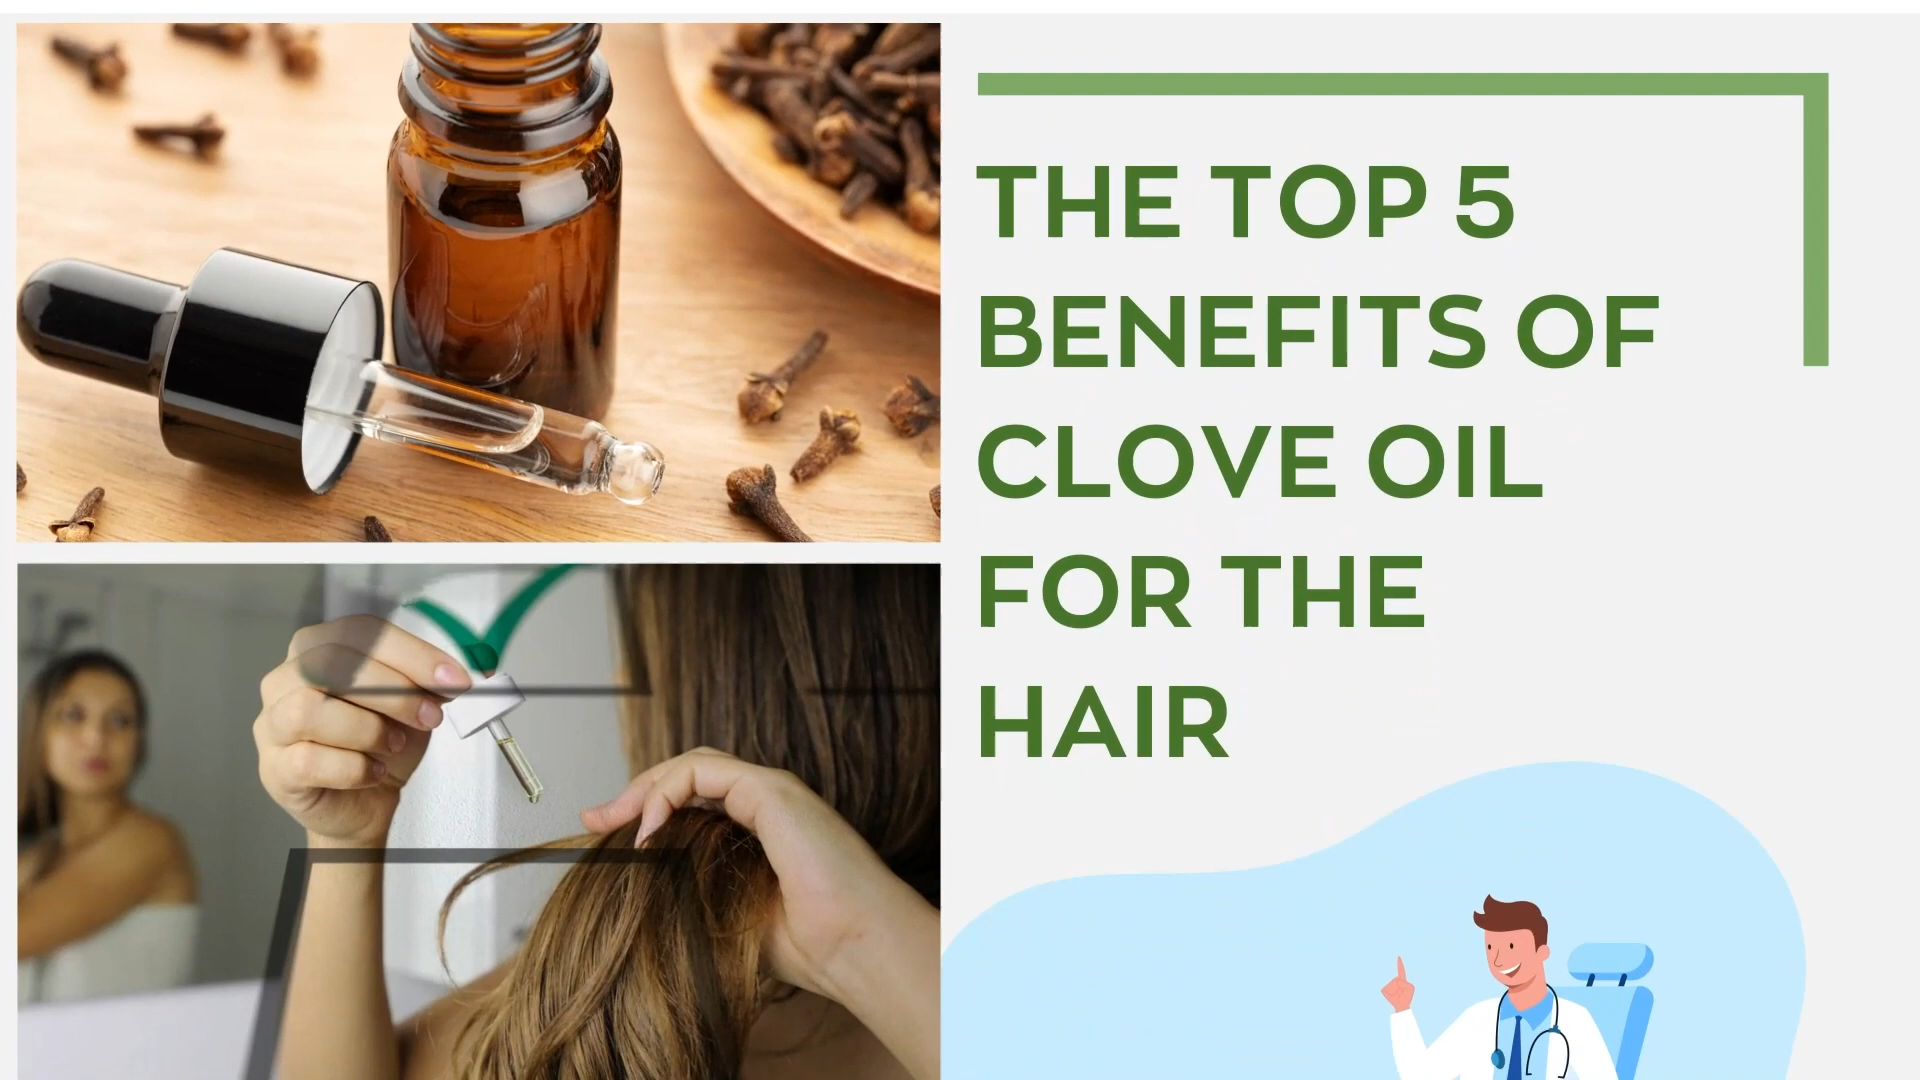 THE TOP 5
BENEFITS OF
CLOVE OIL
FOR THE
HAIR